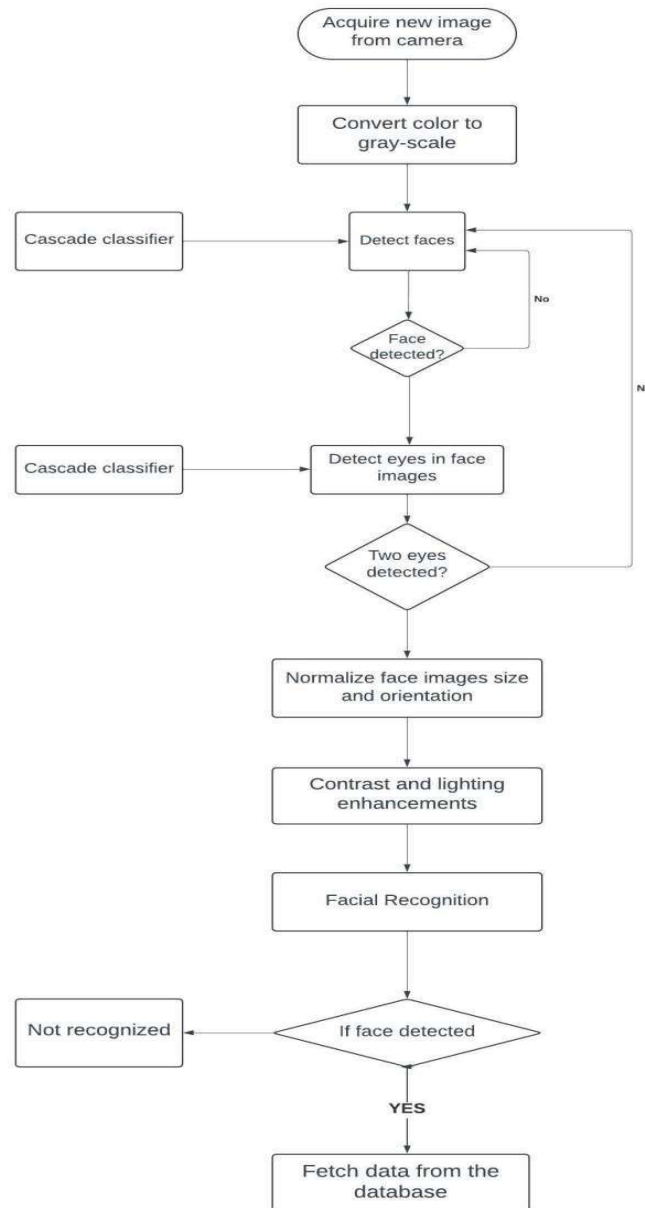 Acquire new image
from camera
Convert color to
gray-scale
Cascade classifier
Detect faces
No
Face
detected?
Cascade classifier
Detect eyes in face
images
N
Two eyes
detected?
Normalize face images size
and orientation
Contrast and lighting
enhancements
Facial Recognition
Not recognized
If face detected
YES
Fetch data from the
database